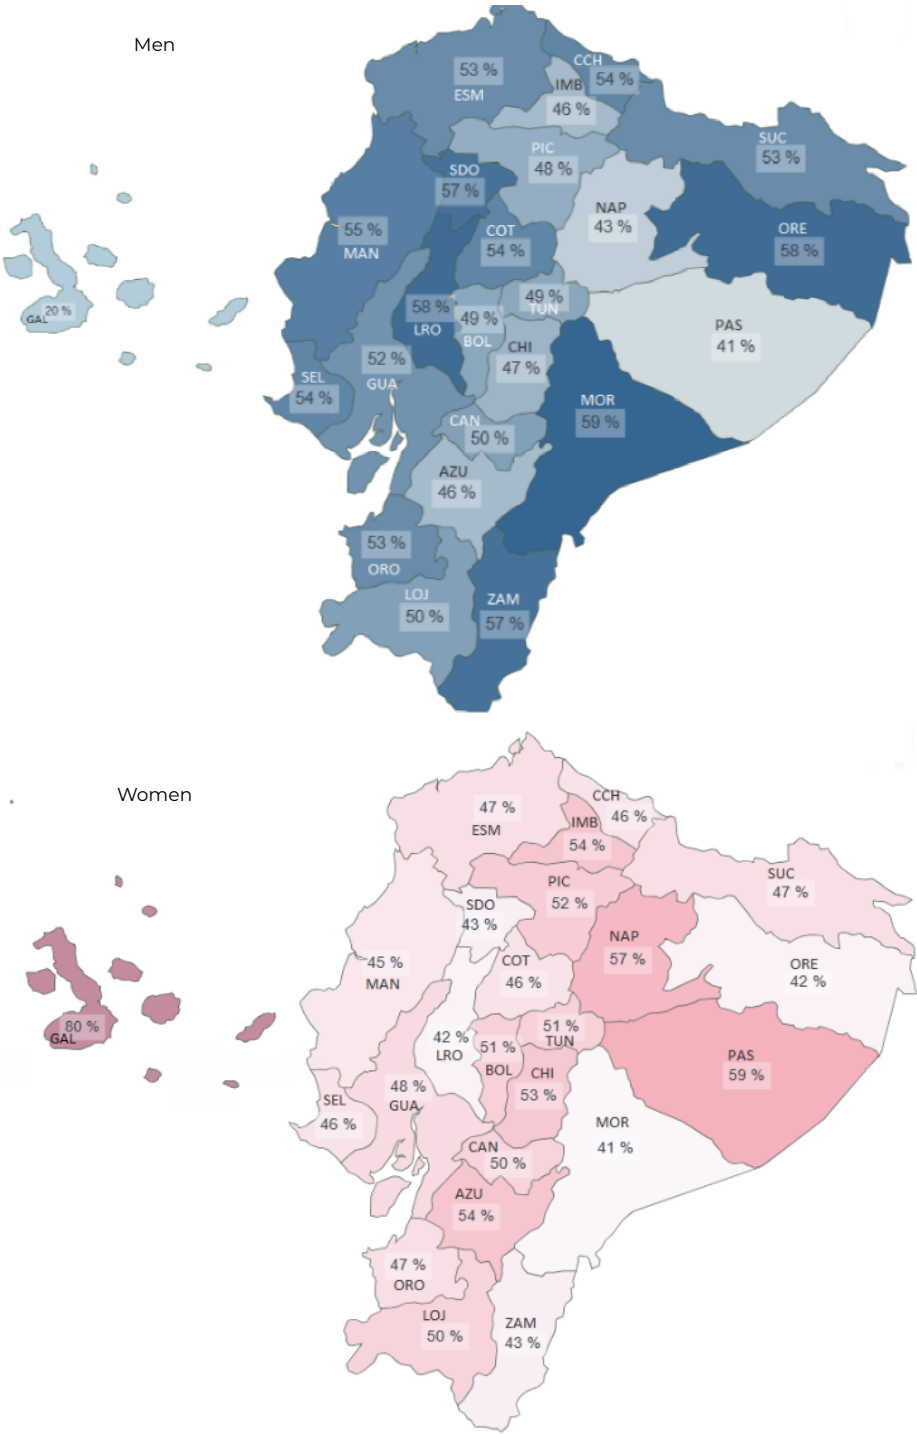 Men
53 %
ESM
CCH
54 %
IMB
46 %
SUC
53 %
PIC
48 %
SDO
57 %
NAP
43 %
55 %
MAN
COT
54 %
ORE
58 %
GAL 20 %
58 %
LRO
49 %
TUN
49 %
BOL
PAS
41 %
CHI
47 %
52 %
GUA
SEL
54 %
MOR
59 %
CAN
50 %
AZU
46 %
53 %
ORO
LOJ
50 %
ZAM
57 %
Women
47 %
ESM
CCH
46 %
IMB
54 %
SUC
47 %
PIC
52 %
SDO
43 %
NAP
57 %
45 %
MAN
COT
46 %
ORE
42 %
80 %
GAL
42 %
LRO
51 %
TUN
51 %
BOL
PAS
59 %
CHI
53 %
48 %
GUA
SEL
46 %
MOR
41 %
CAN
50 %
AZU
54 %
47 %
ORO
LOJ
50 %
ZAM
43 %